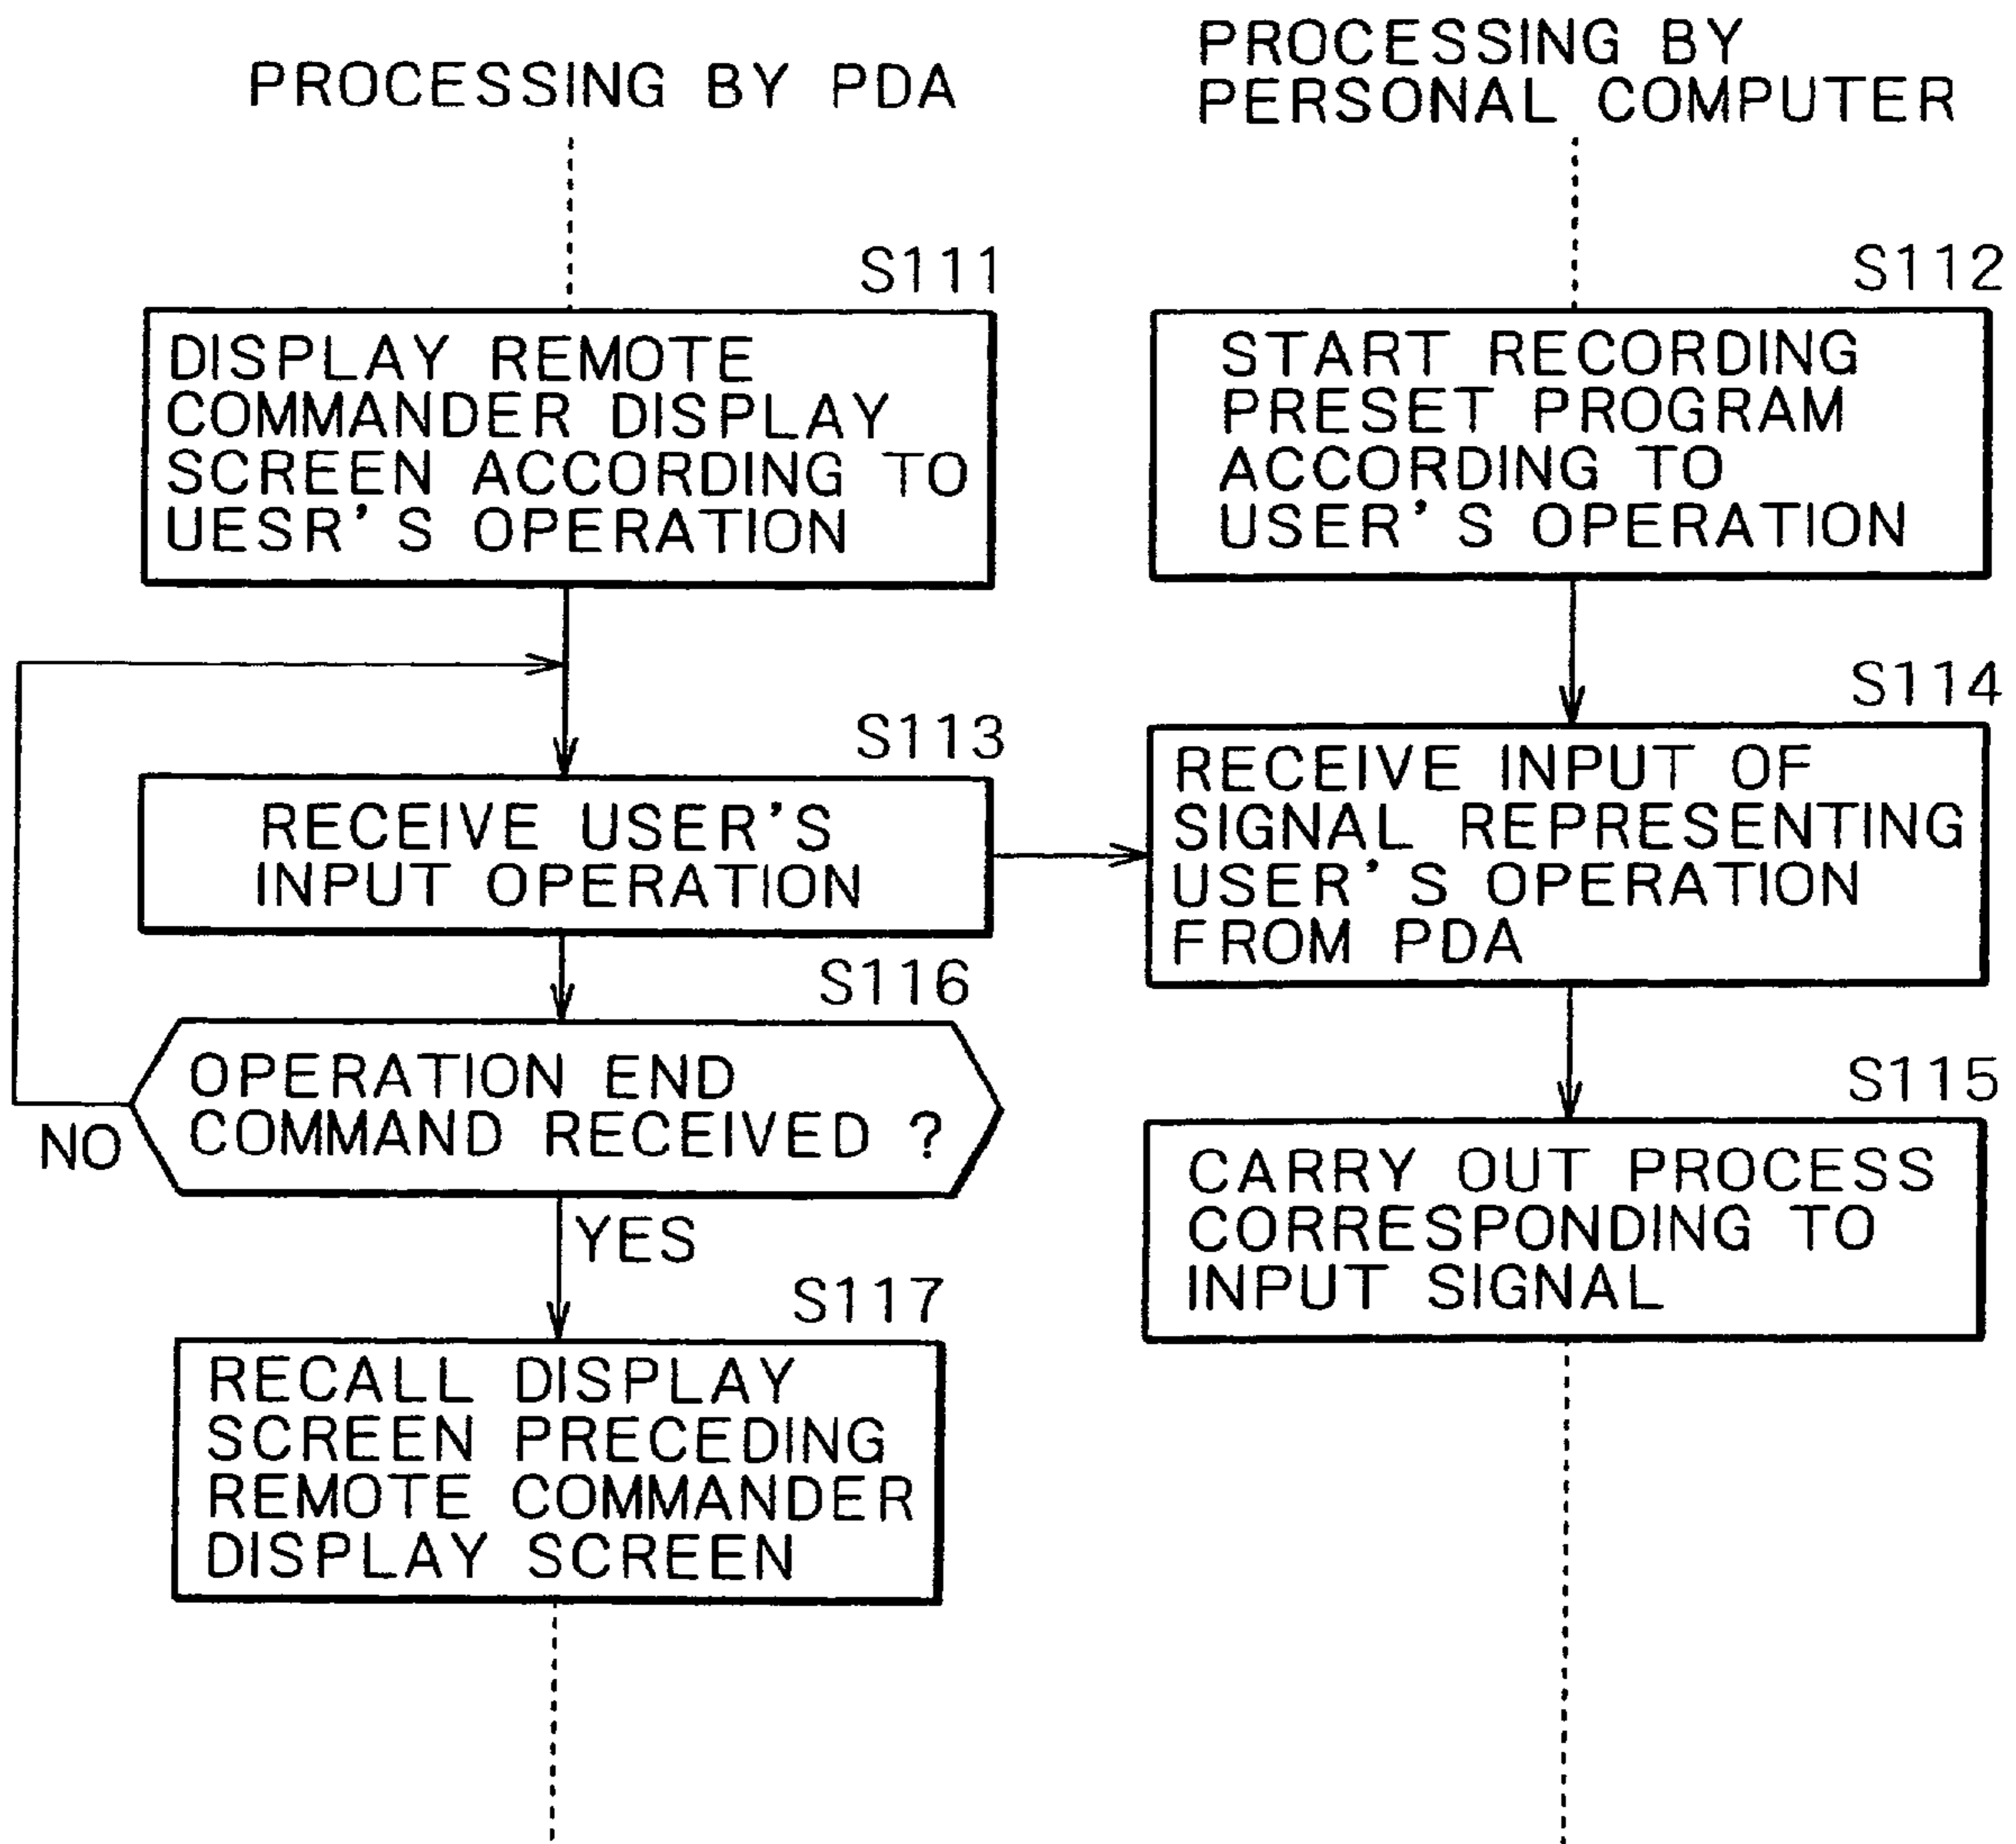 PROCESSING BY PDA
PROCESSING BY
PERSONAL COMPUTER
S111
DISPLAY REMOTE
COMMANDER DISPLAY
SCREEN ACCORDING TO
UESR'S OPERATION
S112
START RECORDING
PRESET PROGRAM
ACCORDING TO
USER'S OPERATION
S113
RECEIVE USER'S
INPUT OPERATION
S114
RECEIVE INPUT OF
SIGNAL REPRESENTING
USER'S OPERATION
FROM PDA
S116
OPERATION END
COMMAND RECEIVED ?
NO
YES
S115
CARRY OUT PROCESS
CORRESPONDING TO
INPUT SIGNAL
S117
RECALL DISPLAY
SCREEN PRECEDING
REMOTE COMMANDER
DISPLAY SCREEN